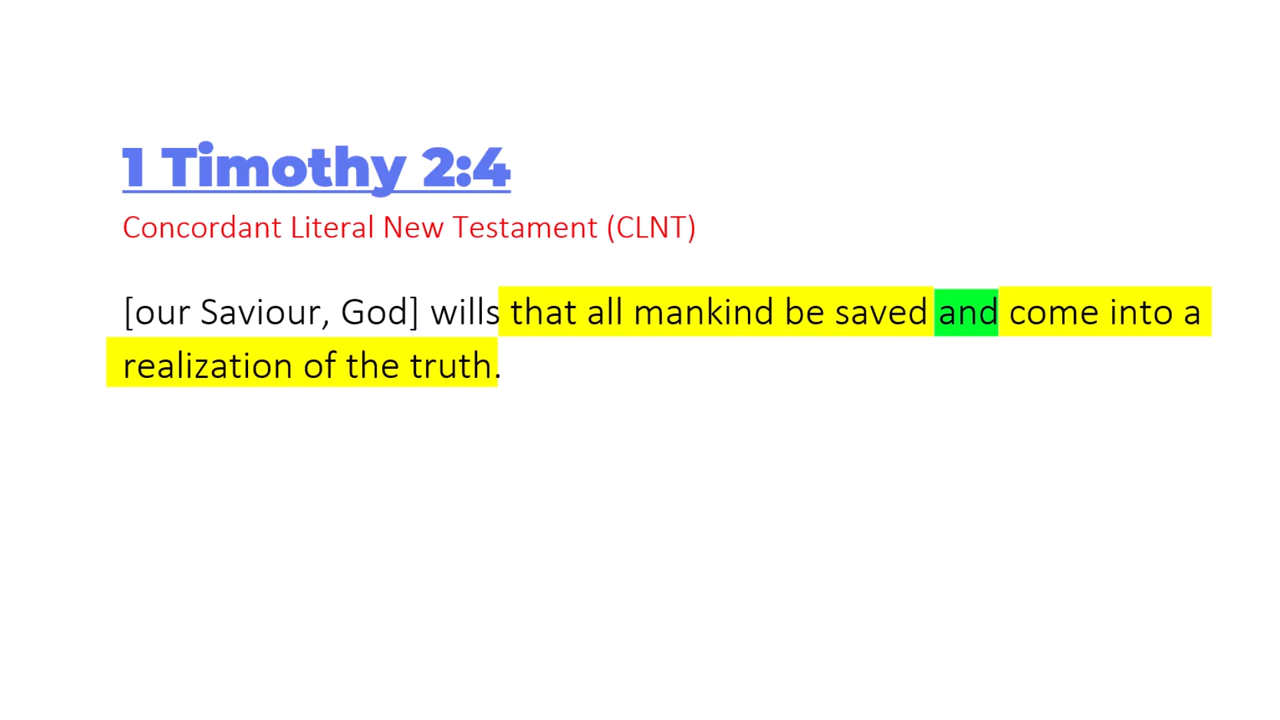 1 Timothy 2:4
Concordant Literal New Testament (CLNT)
[our Saviour, God] wills that all mankind be saved and come into a
realization of the truth.